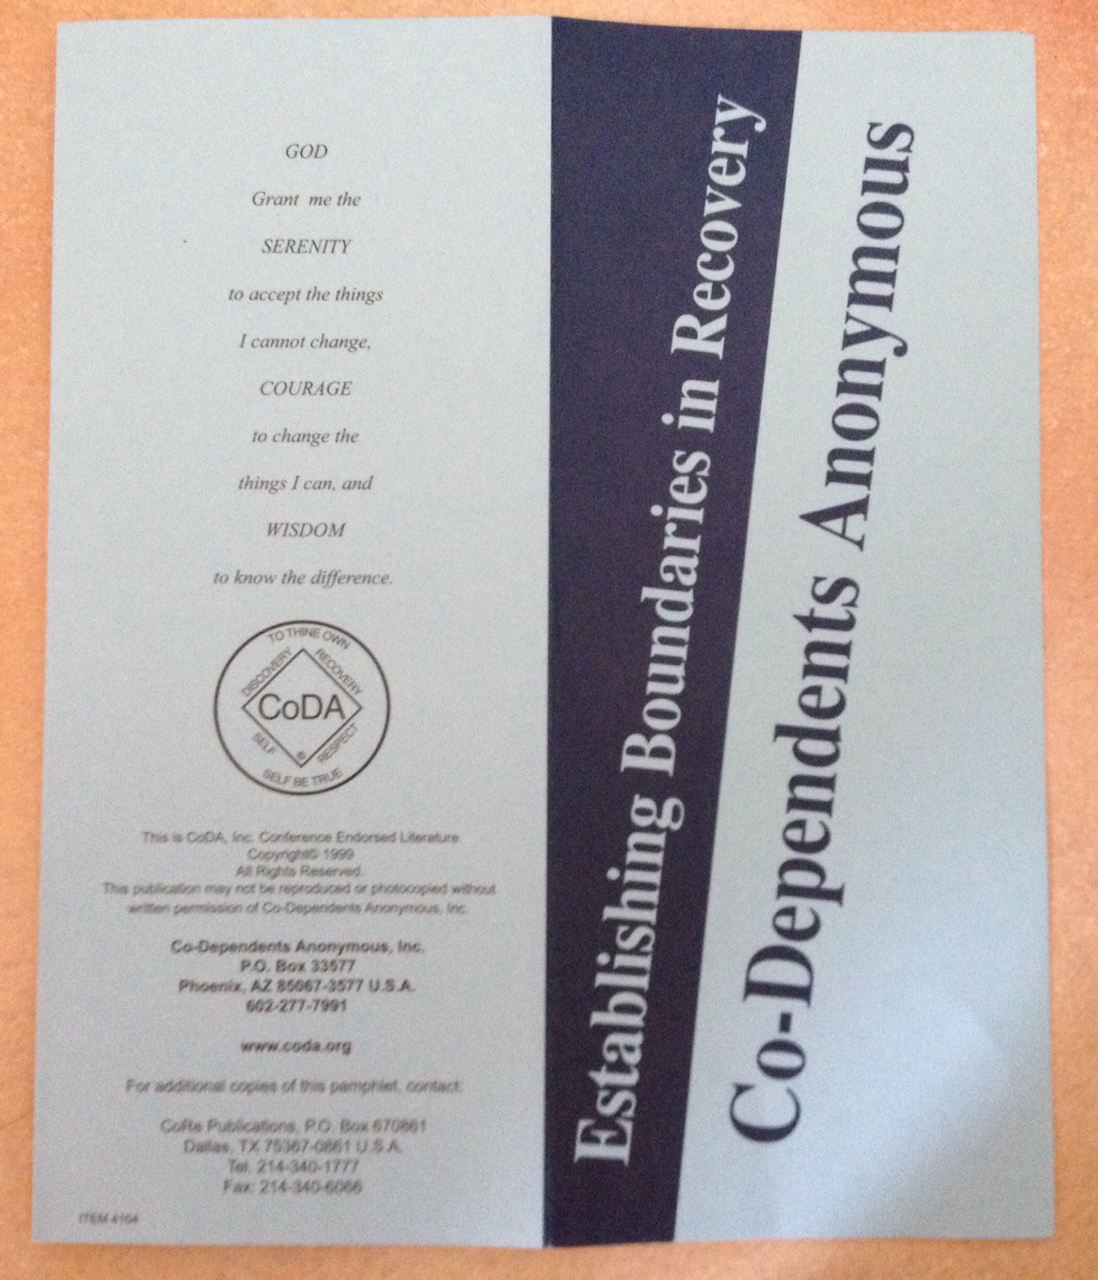 GOD
Grant me the
SERENITY
to accept the things
I cannot change,
COURAGE
to change the
things I can, and
WISDOM
to know the difference.
TO THINE OWN
DISCOVERY
RECOVERY
CoDA
SELF
®
RESPECT
SELF BE TRUE
This is CoDA, Inc. Conference Endorsed Literature
Copyright© 1999
All Rights Reserved.
This publication may not be reproduced or photocopied without
written permission of Co-Dependents Anonymous, Inc.
Co-Dependents Anonymous, Inc.
P.O. Box 33577
Phoenix, AZ 85067-3577 U.S.A.
602-277-7991
www.coda.org
For additional copies of this pamphlet, contact:
CoRe Publications, P.O. Box 670861
Dallas, TX 75367-0861 U.S.A.
Tel. 214-340-1777
Fax: 214-340-6066
ITEM 4104
Establishing Boundaries in Recovery
Co-Dependents Anonymous